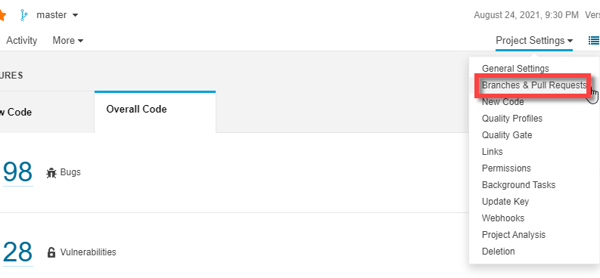 master
August 24, 2021, 9:30 PM Vers
Activity More Project Settings
General Settings
Branches & Pull Requests
New Code
Quality Profiles
Quality Gate
Links
Permissions
Background Tasks
Update Key
Webhooks
Project Analysis
Deletion
URES
w Code
Overall Code
98 Bugs
28 Vulnerabilities